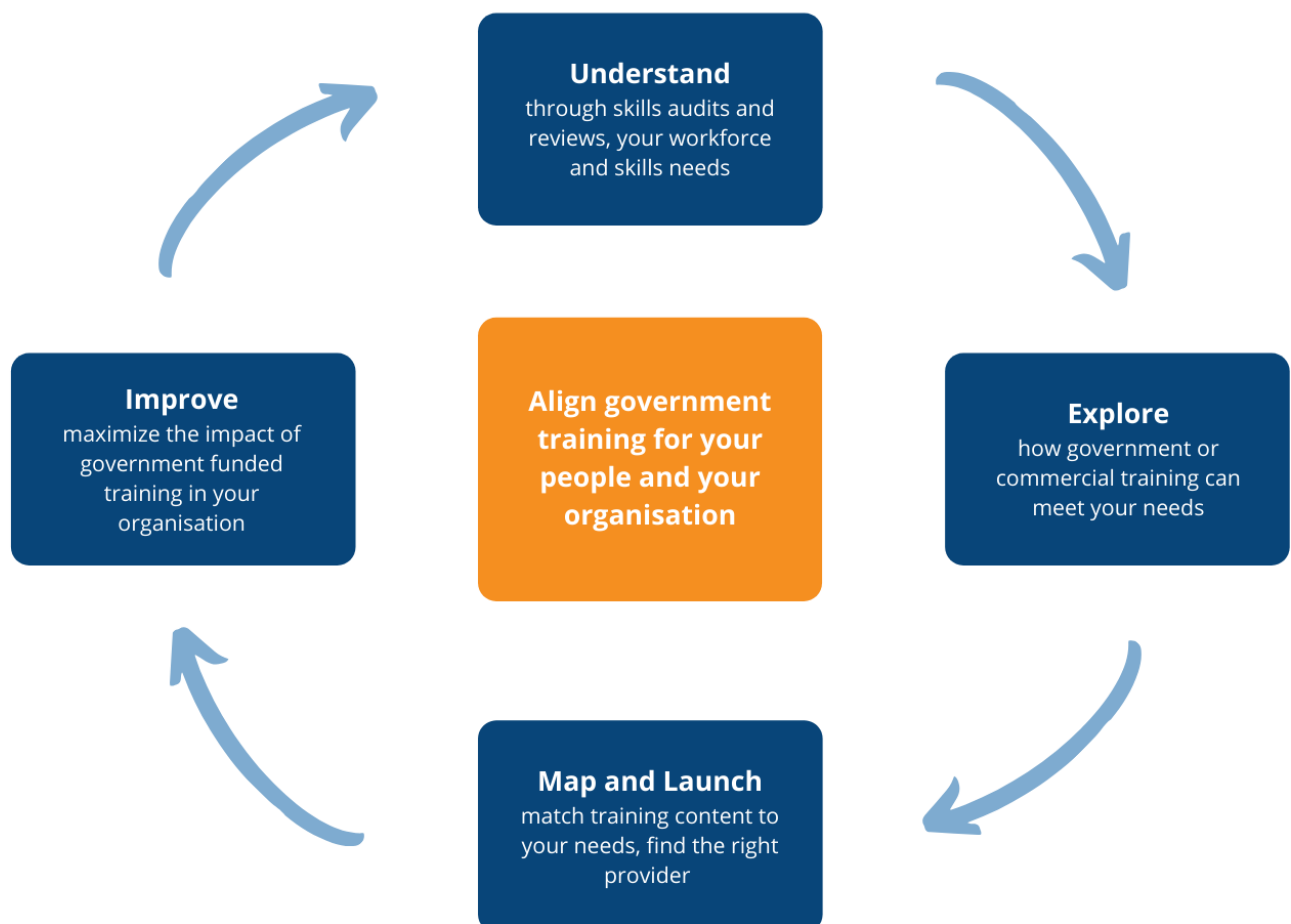 Understand
through skills audits and
reviews, your workforce
and skills needs
Improve
maximize the impact of
government funded
training in your
organisation
Align government
training for your
people and your
organisation
Explore
how government or
commercial training can
meet your needs
Map and Launch
match training content to
your needs, find the right
provider